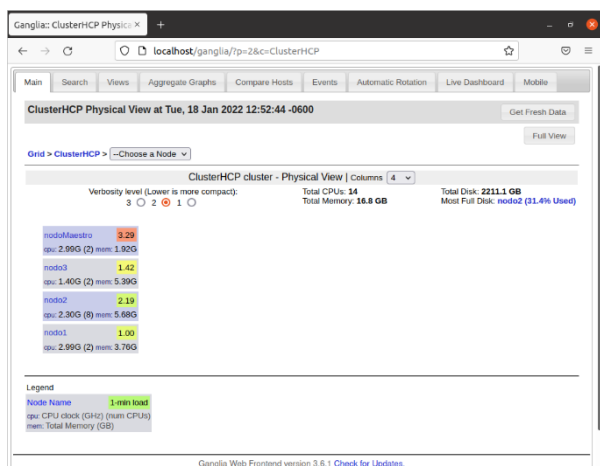 Ganglia:: ClusterHCP Physica ×
localhost/ganglia/?p=2&c=ClusterHCP
Main Search Views Aggregate Graphs Compare Hosts Events Automatic Rotation Live Dashboard Mobile
ClusterHCP Physical View at Tue, 18 Jan 2022 12:52:44 -0600
Get Fresh Data
Full View
Grid > ClusterHCP > --Choose a Node
ClusterHCP cluster - Physical View | Columns 4
Verbosity level (Lower is more compact):
3 2 1
Total CPUs: 14
Total Memory: 16.8 GB
Total Disk: 2211.1 GB
Most Full Disk: nodo2 (31.4% Used)
nodoMaestro 3.29
cpu: 2.99G (2) mem: 1.92G
nodo3 1.42
cpu: 1.40G (2) mem: 5.39G
nodo2 2.19
cpu: 2.30G (8) mem: 5.68G
nodo1 1.00
cpu: 2.99G (2) mem: 3.76G
Legend
Node Name 1-min load
cpu: CPU clock (GHz) (num CPUs)
mem: Total Memory (GB)
Ganglia Web Frontend version 3.6.1 Check for Updates.